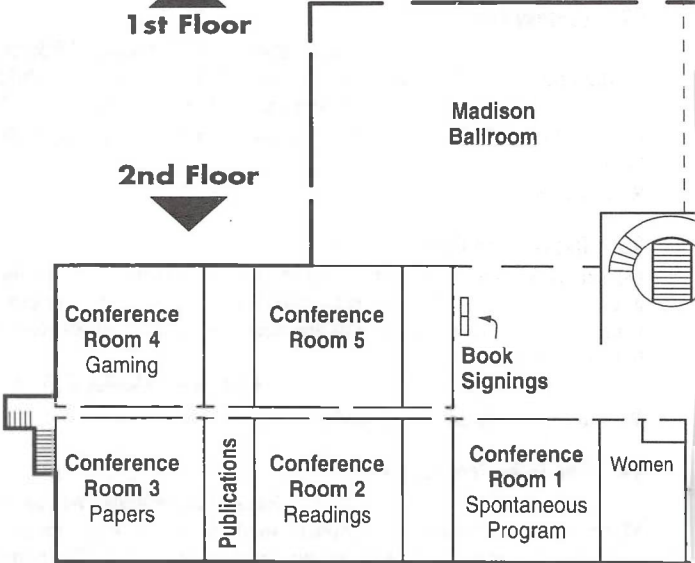 1st Floor
Madison
Ballroom
2nd Floor
Conference
Room 4
Gaming
Conference
Room 5
Book
Signings
Conference
Room 3
Papers
Publications
Conference
Room 2
Readings
Conference
Room 1
Spontaneous
Program
Women